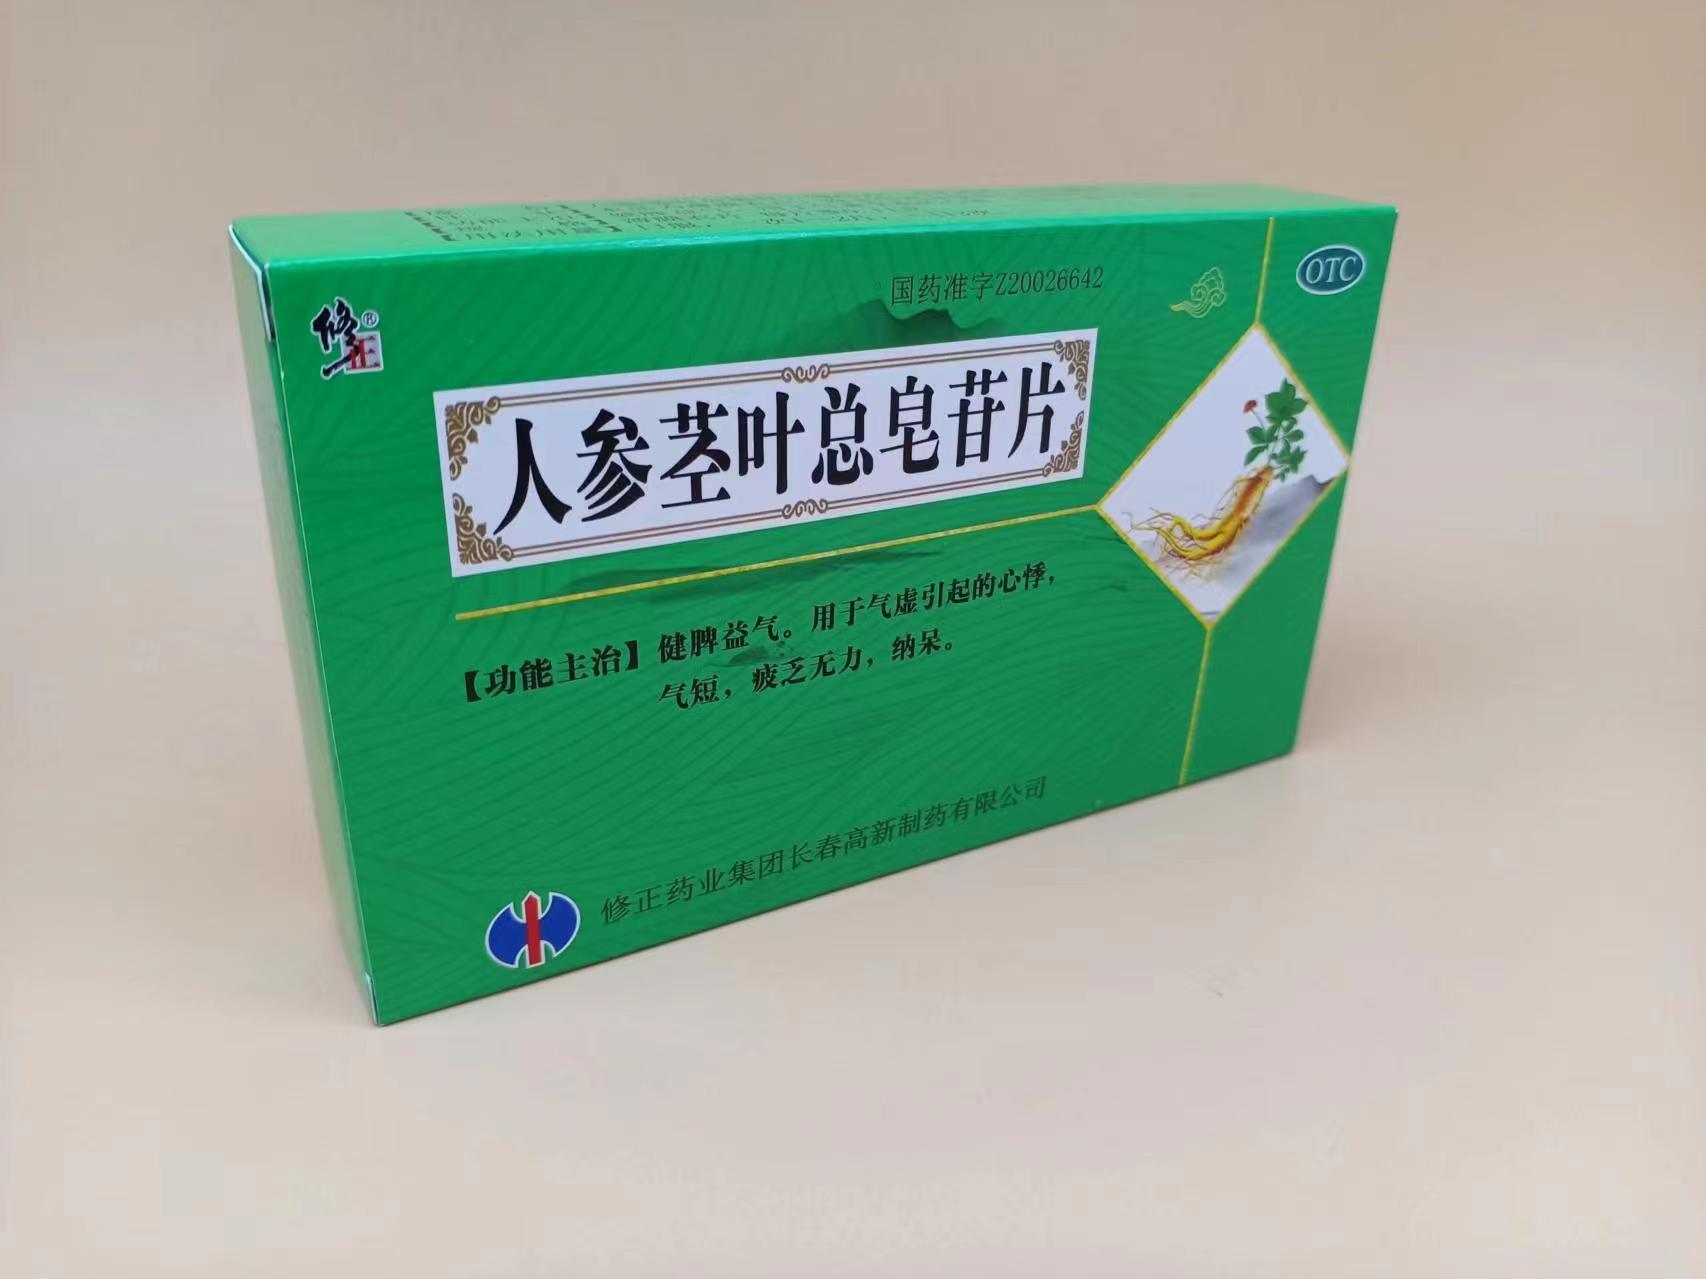 国药准字Z20026642
OTC
修正®
人参茎叶总皂苷片
【功能主治】健脾益气。用于气虚引起的心悸，
气短，疲乏无力，纳呆。
修正药业集团长春高新制药有限公司